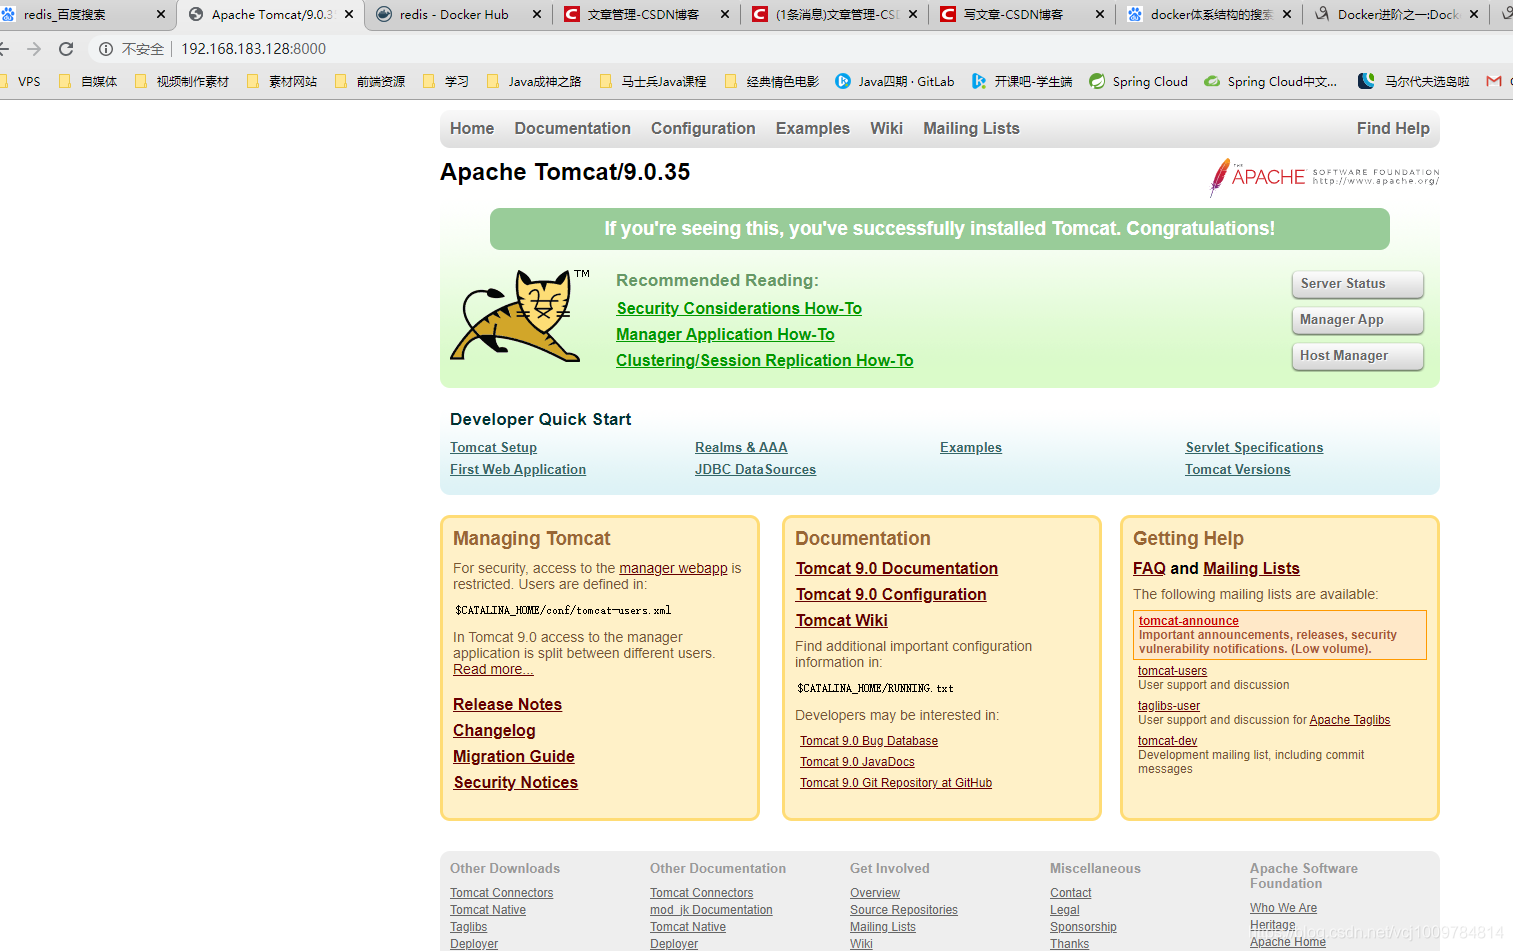 redis_百度搜索
Apache Tomcat/9.0.3
redis - Docker Hub
文章管理-CSDN博客
(1条消息)文章管理-CSD
写文章-CSDN博客
docker体系结构的搜索
Docker进阶之一:Dock
不安全 192.168.183.128:8000
VPS
自媒体
视频制作素材
素材网站
前端资源
学习
Java成神之路
马士兵Java课程
经典情色电影
Java四期 · GitLab
开课吧-学生端
Spring Cloud
Spring Cloud中文...
马尔代夫选岛啦
Home Documentation Configuration Examples Wiki Mailing Lists Find Help
Apache Tomcat/9.0.35
THE APACHE SOFTWARE FOUNDATION
http://www.apache.org/
If you're seeing this, you've successfully installed Tomcat. Congratulations!
TM
Recommended Reading:
Security Considerations How-To
Manager Application How-To
Clustering/Session Replication How-To
Server Status
Manager App
Host Manager
Developer Quick Start
Tomcat Setup
First Web Application
Realms & AAA
JDBC DataSources
Examples
Servlet Specifications
Tomcat Versions
Managing Tomcat
For security, access to the manager webapp is
restricted. Users are defined in:
$CATALINA_HOME/conf/tomcat-users.xml
In Tomcat 9.0 access to the manager
application is split between different users.
Read more...
Release Notes
Changelog
Migration Guide
Security Notices
Documentation
Tomcat 9.0 Documentation
Tomcat 9.0 Configuration
Tomcat Wiki
Find additional important configuration
information in:
$CATALINA_HOME/RUNNING.txt
Developers may be interested in:
Tomcat 9.0 Bug Database
Tomcat 9.0 JavaDocs
Tomcat 9.0 Git Repository at GitHub
Getting Help
FAQ and Mailing Lists
The following mailing lists are available:
tomcat-announce
Important announcements, releases, security
vulnerability notifications. (Low volume).
tomcat-users
User support and discussion
taglibs-user
User support and discussion for Apache Taglibs
tomcat-dev
Development mailing list, including commit
messages
Other Downloads
Tomcat Connectors
Tomcat Native
Taglibs
Deployer
Other Documentation
Tomcat Connectors
mod_jk Documentation
Tomcat Native
Deployer
Get Involved
Overview
Source Repositories
Mailing Lists
Wiki
Miscellaneous
Contact
Legal
Sponsorship
Thanks
Apache Software
Foundation
Who We Are
Heritage
Apache Home
https://blog.csdn.net/vcj1009784814